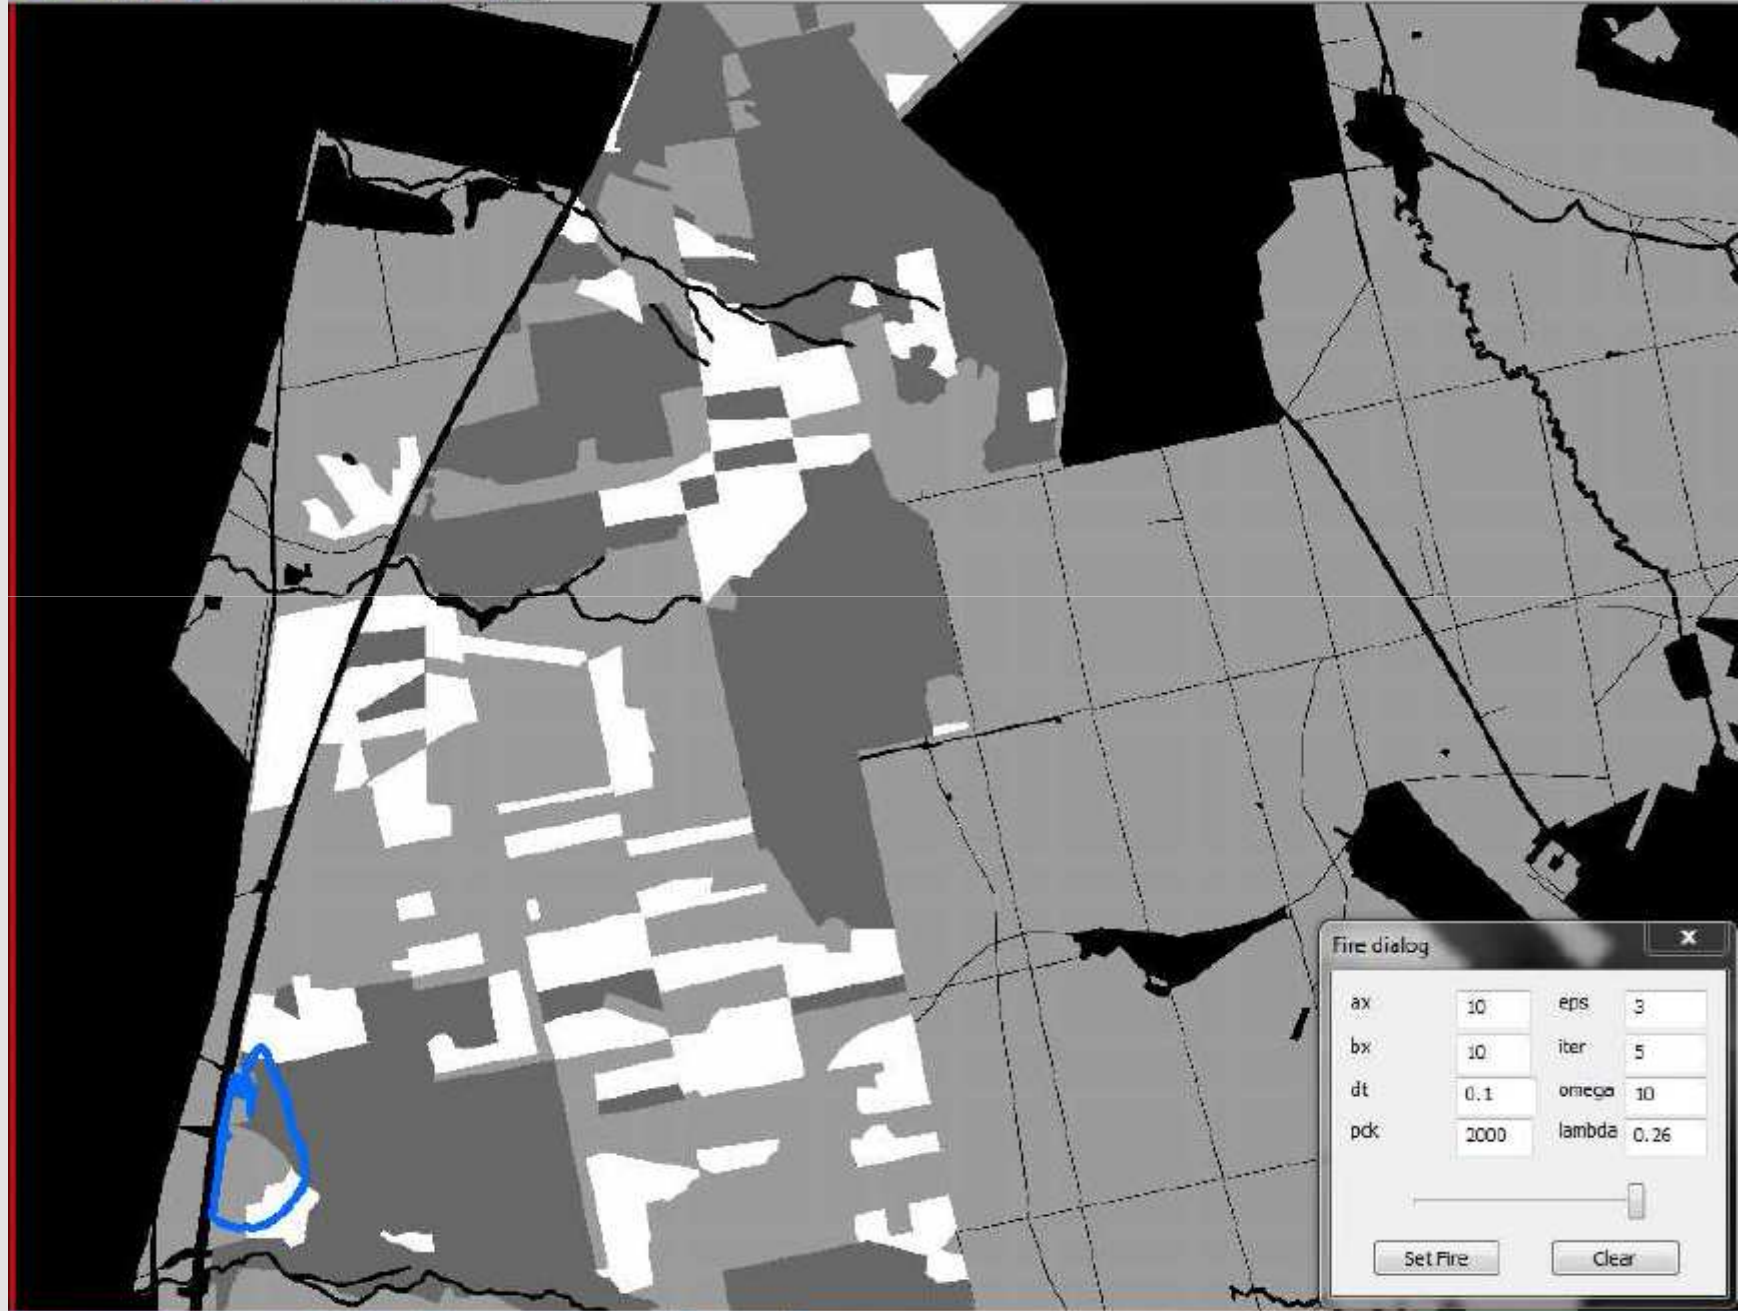 Fire dialog
x
ax 10 eps 3
bx 10 iter 5
dt 0.1 omega 10
pck 2000 lambda 0.26
Set Fire Clear